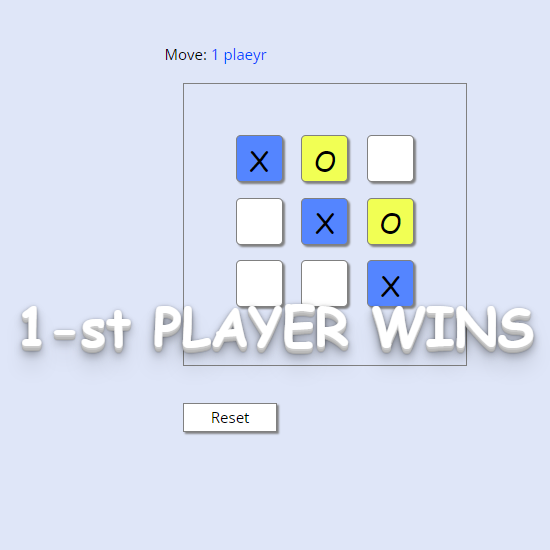 Move: 1 plaeyr
X O
X O
X
1-st PLAYER WINS
Reset